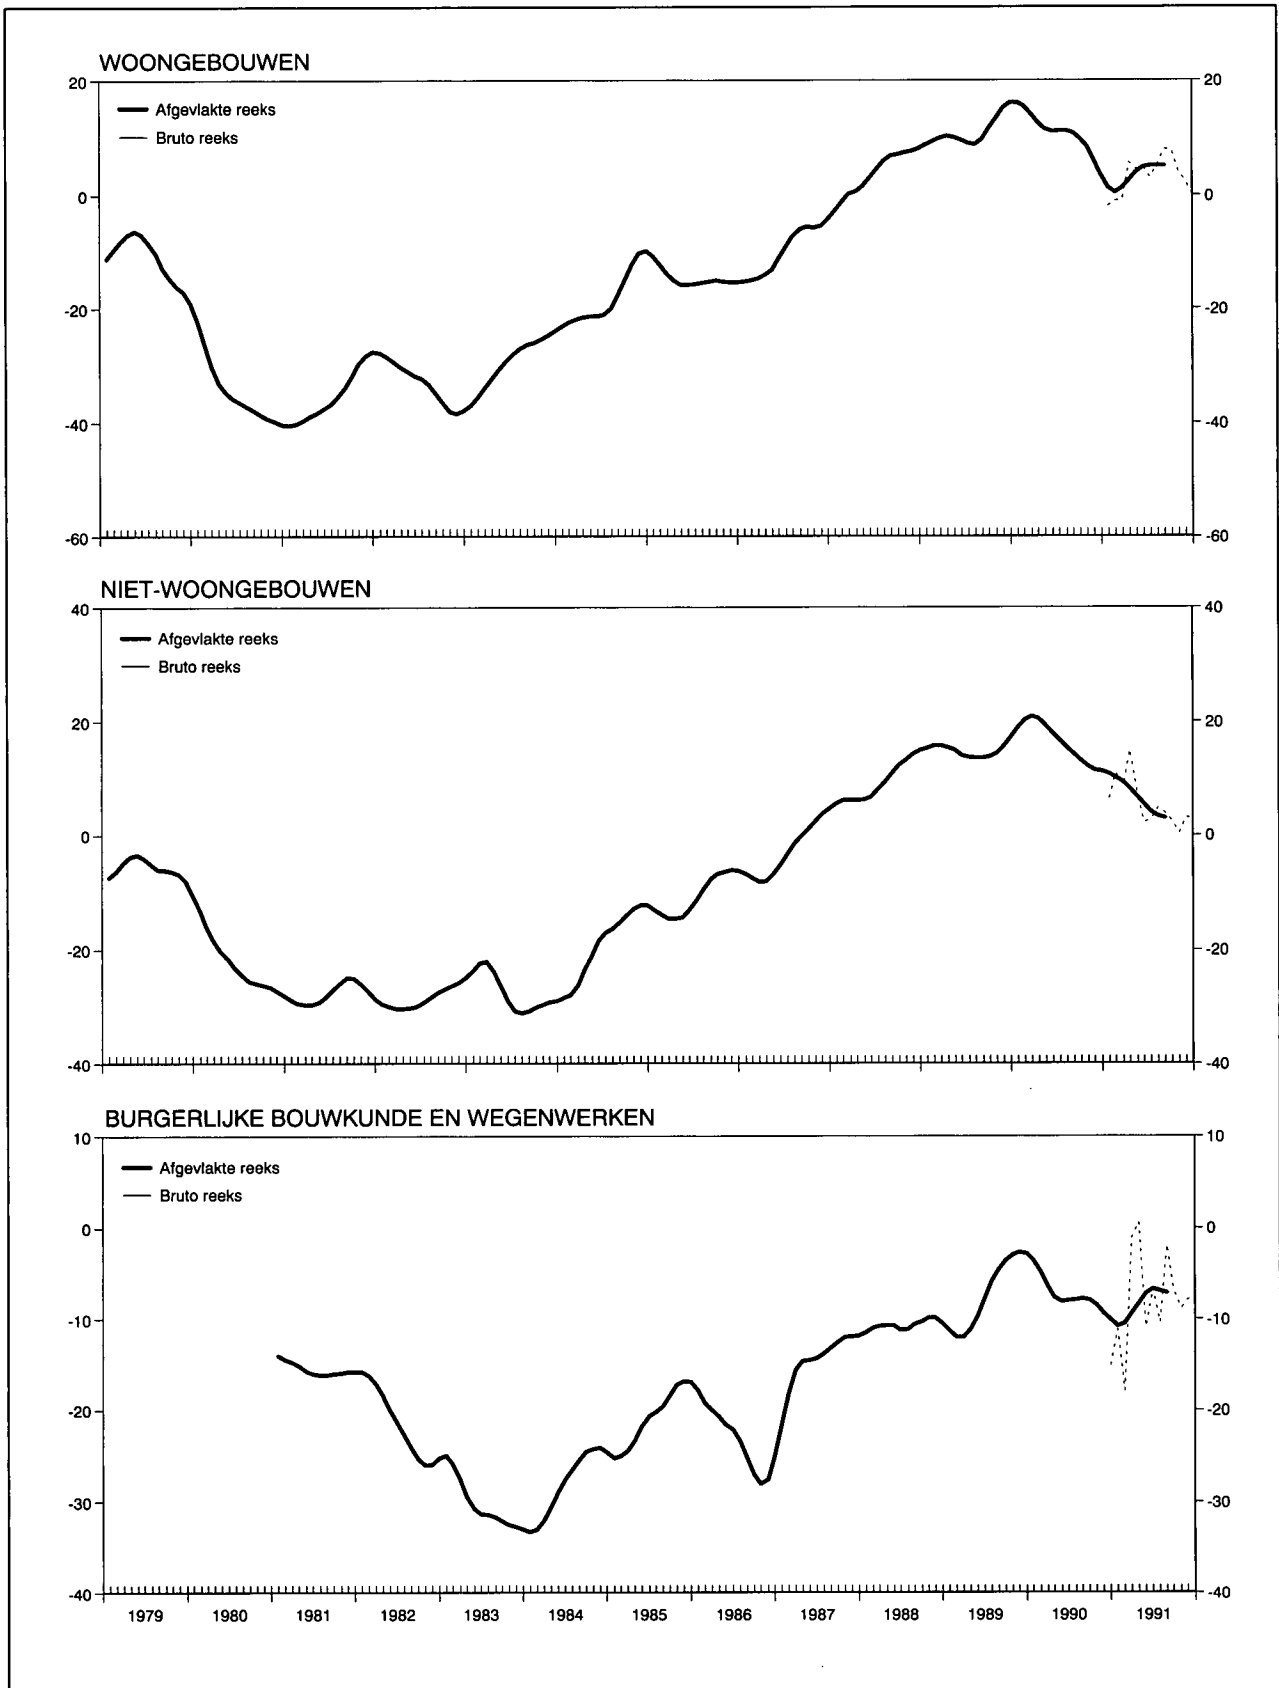 WOONGEBOUWEN
20 20
Afgevlakte reeks
Bruto reeks
0 0
-20 -20
-40 -40
-60 -60
NIET-WOONGEBOUWEN
40 40
Afgevlakte reeks
Bruto reeks
20 20
0 0
-20 -20
-40 -40
BURGERLIJKE BOUWKUNDE EN WEGENWERKEN
10 10
Afgevlakte reeks
Bruto reeks
0 0
-10 -10
-20 -20
-30 -30
-40 -40
1979 1980 1981 1982 1983 1984 1985 1986 1987 1988 1989 1990 1991